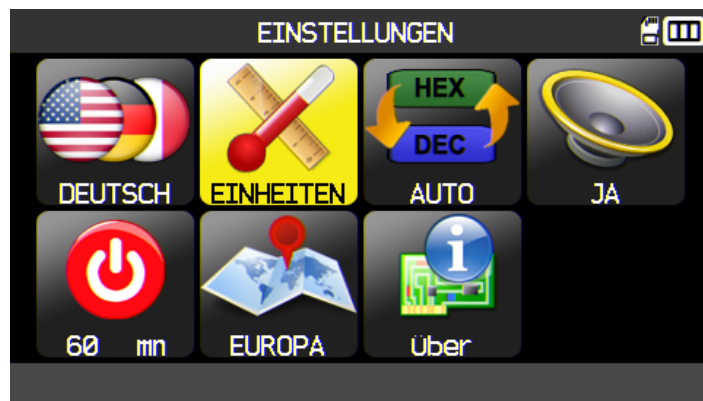 EINSTELLUNGEN
HEX
DEC
DEUTSCH EINHEITEN AUTO JA
i
60 mn EUROPA Über